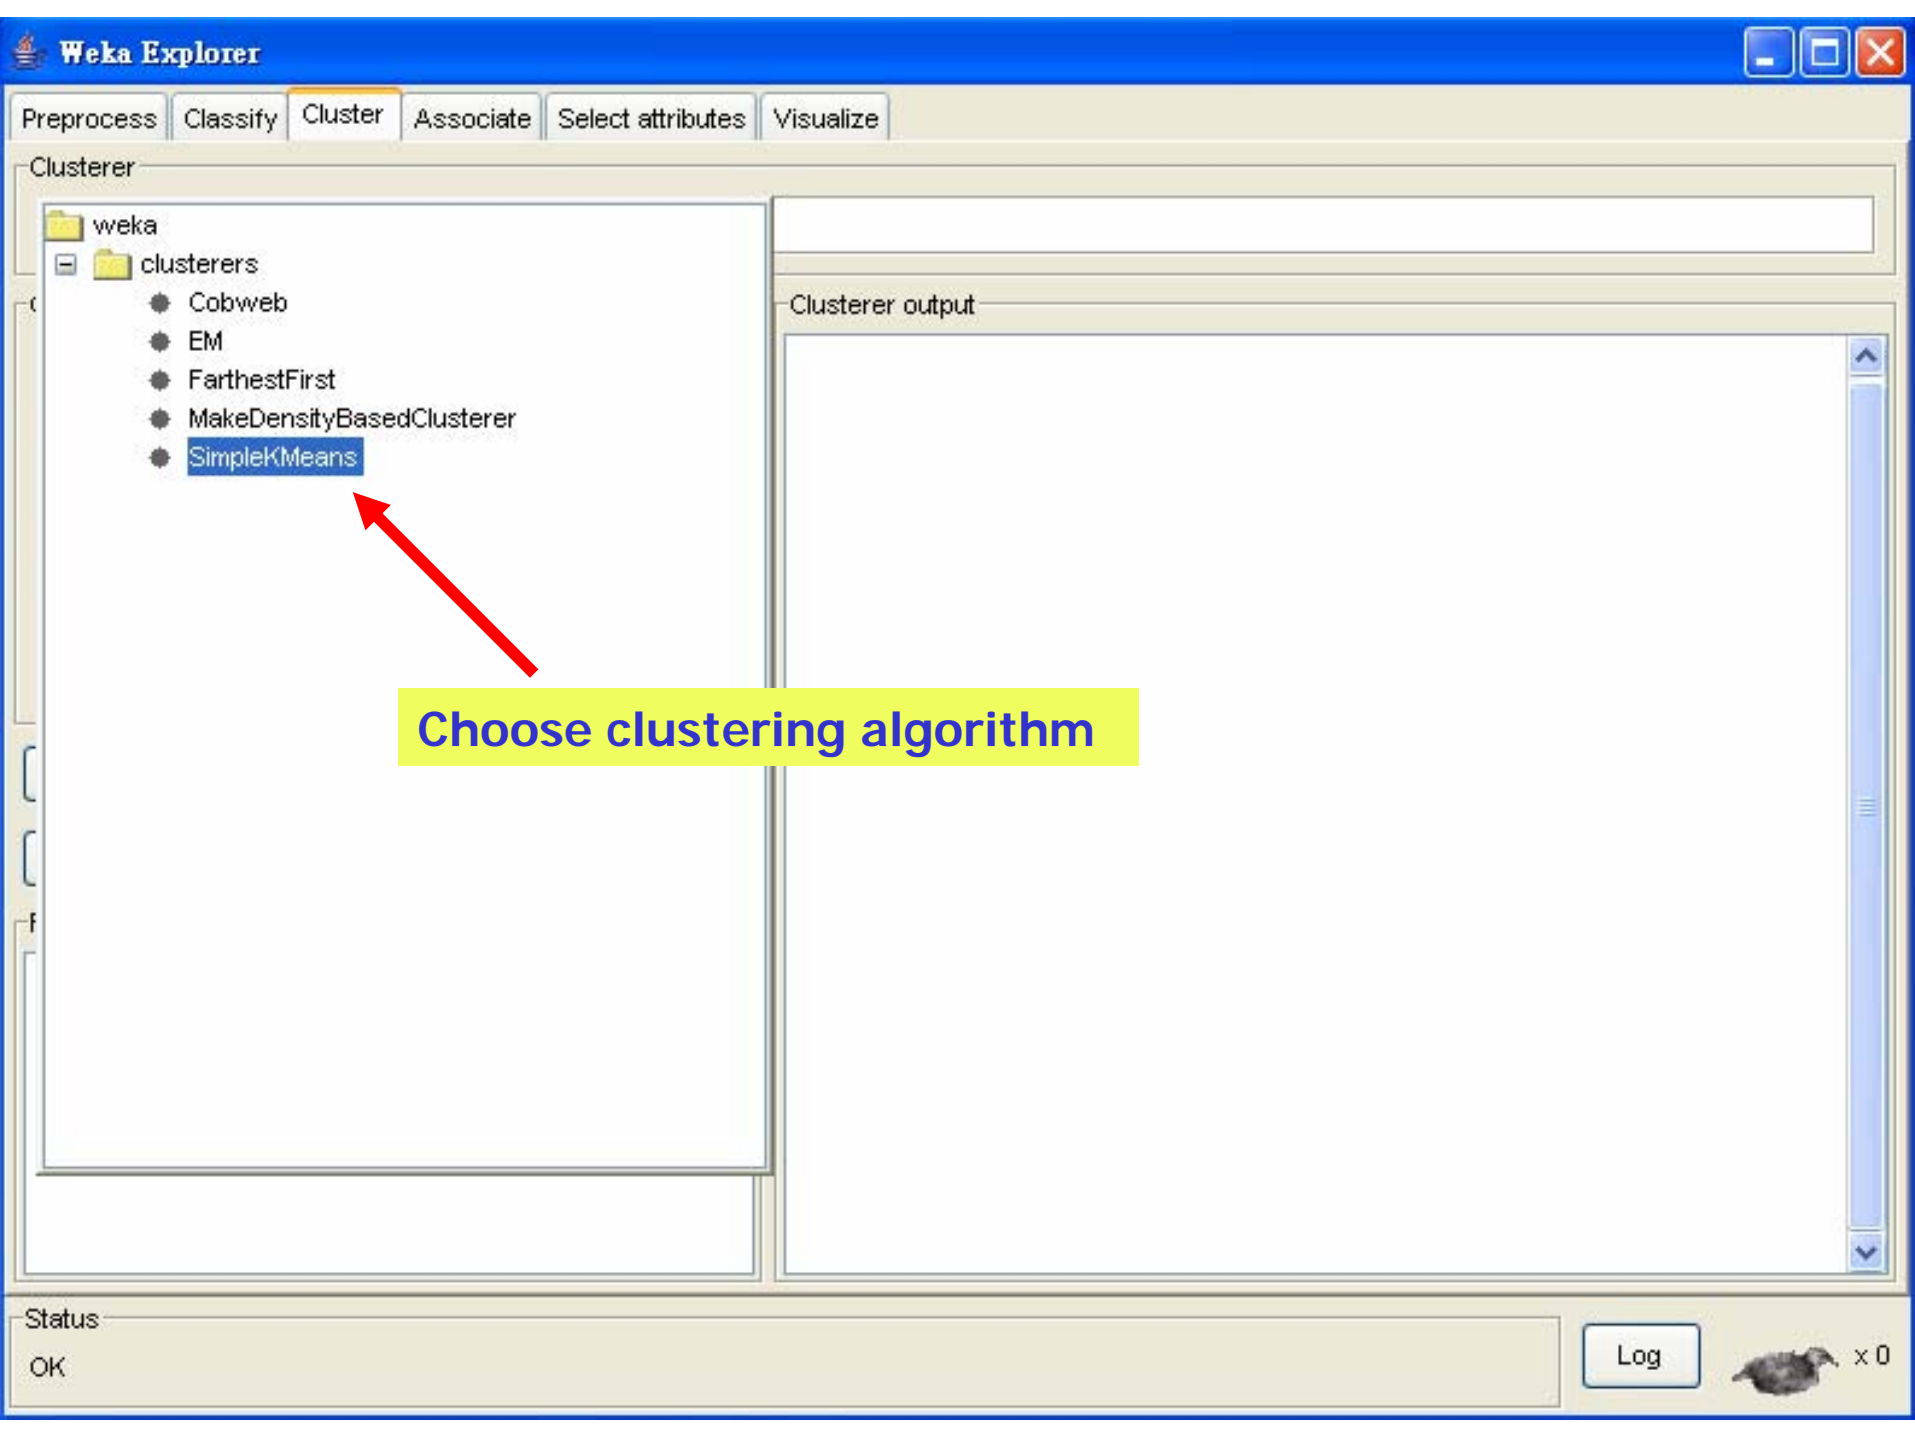 Weka Explorer
Preprocess Classify Cluster Associate Select attributes Visualize
Clusterer
weka
clusterers
Cobweb
EM
FarthestFirst
MakeDensityBasedClusterer
SimpleKMeans
Clusterer output
Choose clustering algorithm
Status
OK
Log
x 0